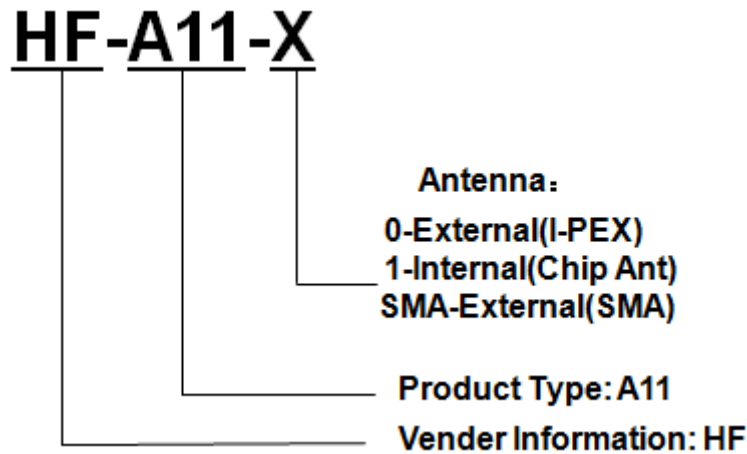 HF-A11-X
Antenna：
0-External(I-PEX)
1-Internal(Chip Ant)
SMA-External(SMA)
Product Type: A11
Vender Information: HF